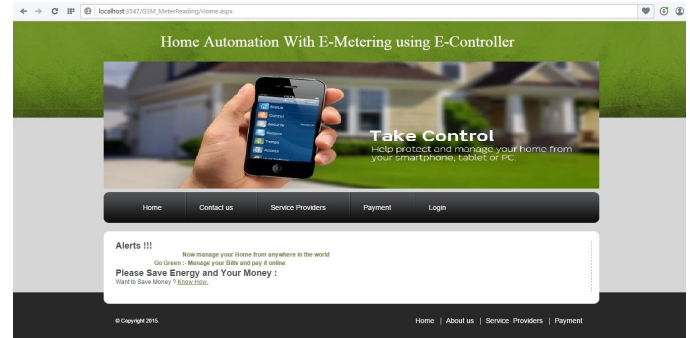 localhost:3547/GSM_MeterReading/Home.aspx
Home Automation With E-Metering using E-Controller
Control
Take Control
Help protect and manage your home from
your smartphone, tablet or PC.
Home Contact us Service Providers Payment Login
Alerts !!!
Now manage your Home from anywhere in the world
Go Green :- Manage your Bills and pay it online
Please Save Energy and Your Money :
Want to Save Money ? Know How.
© Copyright 2015.
Home | About us | Service Providers | Payment